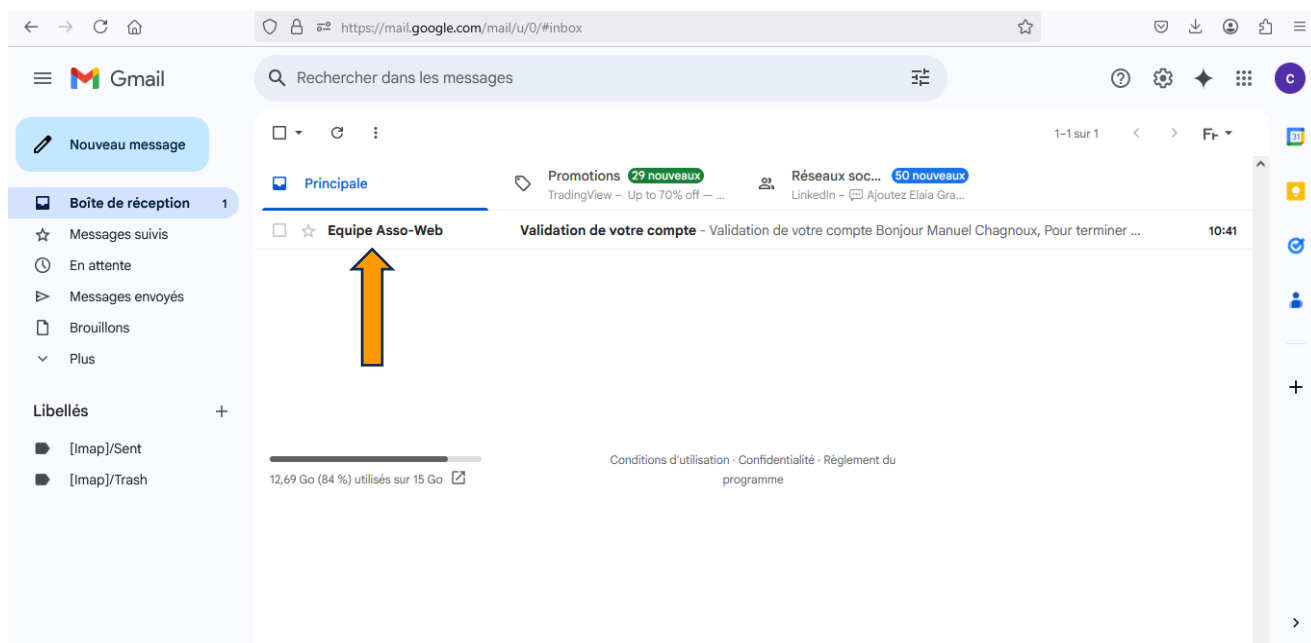 https://mail.google.com/mail/u/0/#inbox
Gmail
Rechercher dans les messages
C
Nouveau message
1–1 sur 1
Fr
31
Principale
Promotions 29 nouveaux
TradingView – Up to 70% off — ...
Réseaux soc... 50 nouveaux
LinkedIn – Ajoutez Elaia Gra...
Boîte de réception 1
Equipe Asso-Web Validation de votre compte - Validation de votre compte Bonjour Manuel Chagnoux, Pour terminer ... 10:41
Messages suivis
En attente
Messages envoyés
Brouillons
Plus
Libellés
[Imap]/Sent
[Imap]/Trash
12,69 Go (84 %) utilisés sur 15 Go
Conditions d'utilisation · Confidentialité · Règlement du
programme